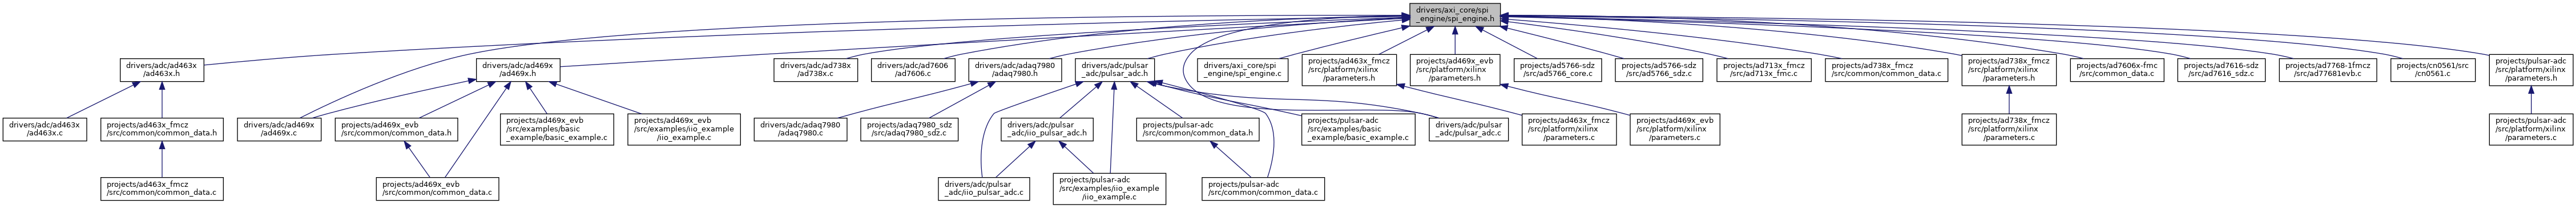 drivers/axi_core/spi
_engine/spi_engine.h
drivers/adc/ad463x
/ad463x.h
drivers/adc/ad469x
/ad469x.h
drivers/adc/ad738x
/ad738x.c
drivers/adc/ad7606
/ad7606.c
drivers/adc/adaq7980
/adaq7980.h
drivers/adc/pulsar
_adc/pulsar_adc.h
drivers/axi_core/spi
_engine/spi_engine.c
projects/ad463x_fmcz
/src/platform/xilinx
/parameters.h
projects/ad469x_evb
/src/platform/xilinx
/parameters.h
projects/ad5766-sdz
/src/ad5766_core.c
projects/ad5766-sdz
/src/ad5766_sdz.c
projects/ad713x_fmcz
/src/ad713x_fmc.c
projects/ad738x_fmcz
/src/common/common_data.c
projects/ad738x_fmcz
/src/platform/xilinx
/parameters.h
projects/ad7606x-fmc
/src/common_data.c
projects/ad7616-sdz
/src/ad7616_sdz.c
projects/ad7768-1fmcz
/src/ad77681evb.c
projects/cn0561/src
/cn0561.c
projects/pulsar-adc
/src/platform/xilinx
/parameters.h
drivers/adc/ad463x
/ad463x.c
projects/ad463x_fmcz
/src/common/common_data.h
drivers/adc/ad469x
/ad469x.c
projects/ad469x_evb
/src/common/common_data.h
projects/ad469x_evb
/src/examples/basic
_example/basic_example.c
projects/ad469x_evb
/src/examples/iio_example
/iio_example.c
drivers/adc/adaq7980
/adaq7980.c
projects/adaq7980_sdz
/src/adaq7980_sdz.c
drivers/adc/pulsar
_adc/iio_pulsar_adc.h
projects/pulsar-adc
/src/common/common_data.h
projects/pulsar-adc
/src/examples/basic
_example/basic_example.c
drivers/adc/pulsar
_adc/pulsar_adc.c
projects/ad463x_fmcz
/src/platform/xilinx
/parameters.c
projects/ad469x_evb
/src/platform/xilinx
/parameters.c
projects/ad738x_fmcz
/src/platform/xilinx
/parameters.c
projects/pulsar-adc
/src/platform/xilinx
/parameters.c
projects/ad463x_fmcz
/src/common/common_data.c
projects/ad469x_evb
/src/common/common_data.c
drivers/adc/pulsar
_adc/iio_pulsar_adc.c
projects/pulsar-adc
/src/examples/iio_example
/iio_example.c
projects/pulsar-adc
/src/common/common_data.c